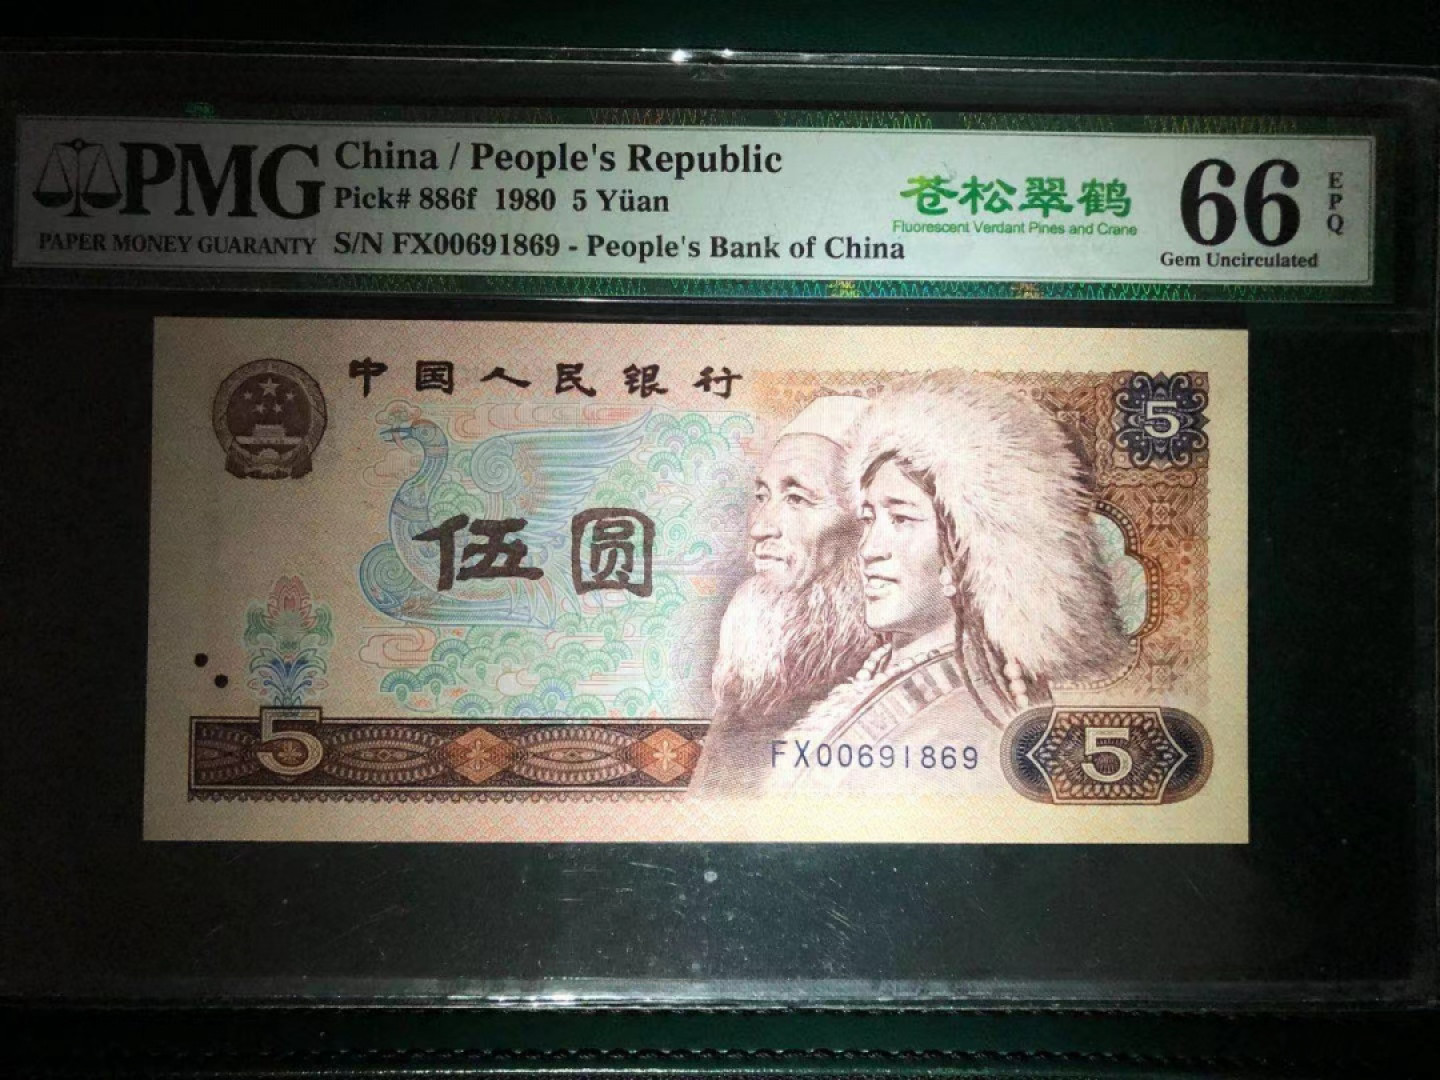 PMG
PAPER MONEY GUARANTY
China / People's Republic
Pick# 886f 1980 5 Yüan
S/N FX00691869 - People's Bank of China
苍松翠鹤
Fluorescent Verdant Pines and Crane
66
EPQ
Gem Uncirculated
中国人民银行
5
伍圆
5
FX00691869
5